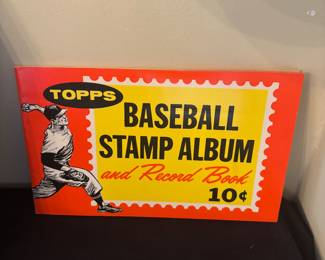 TOPPS
BASEBALL
STAMP ALBUM
and Record Book
10¢